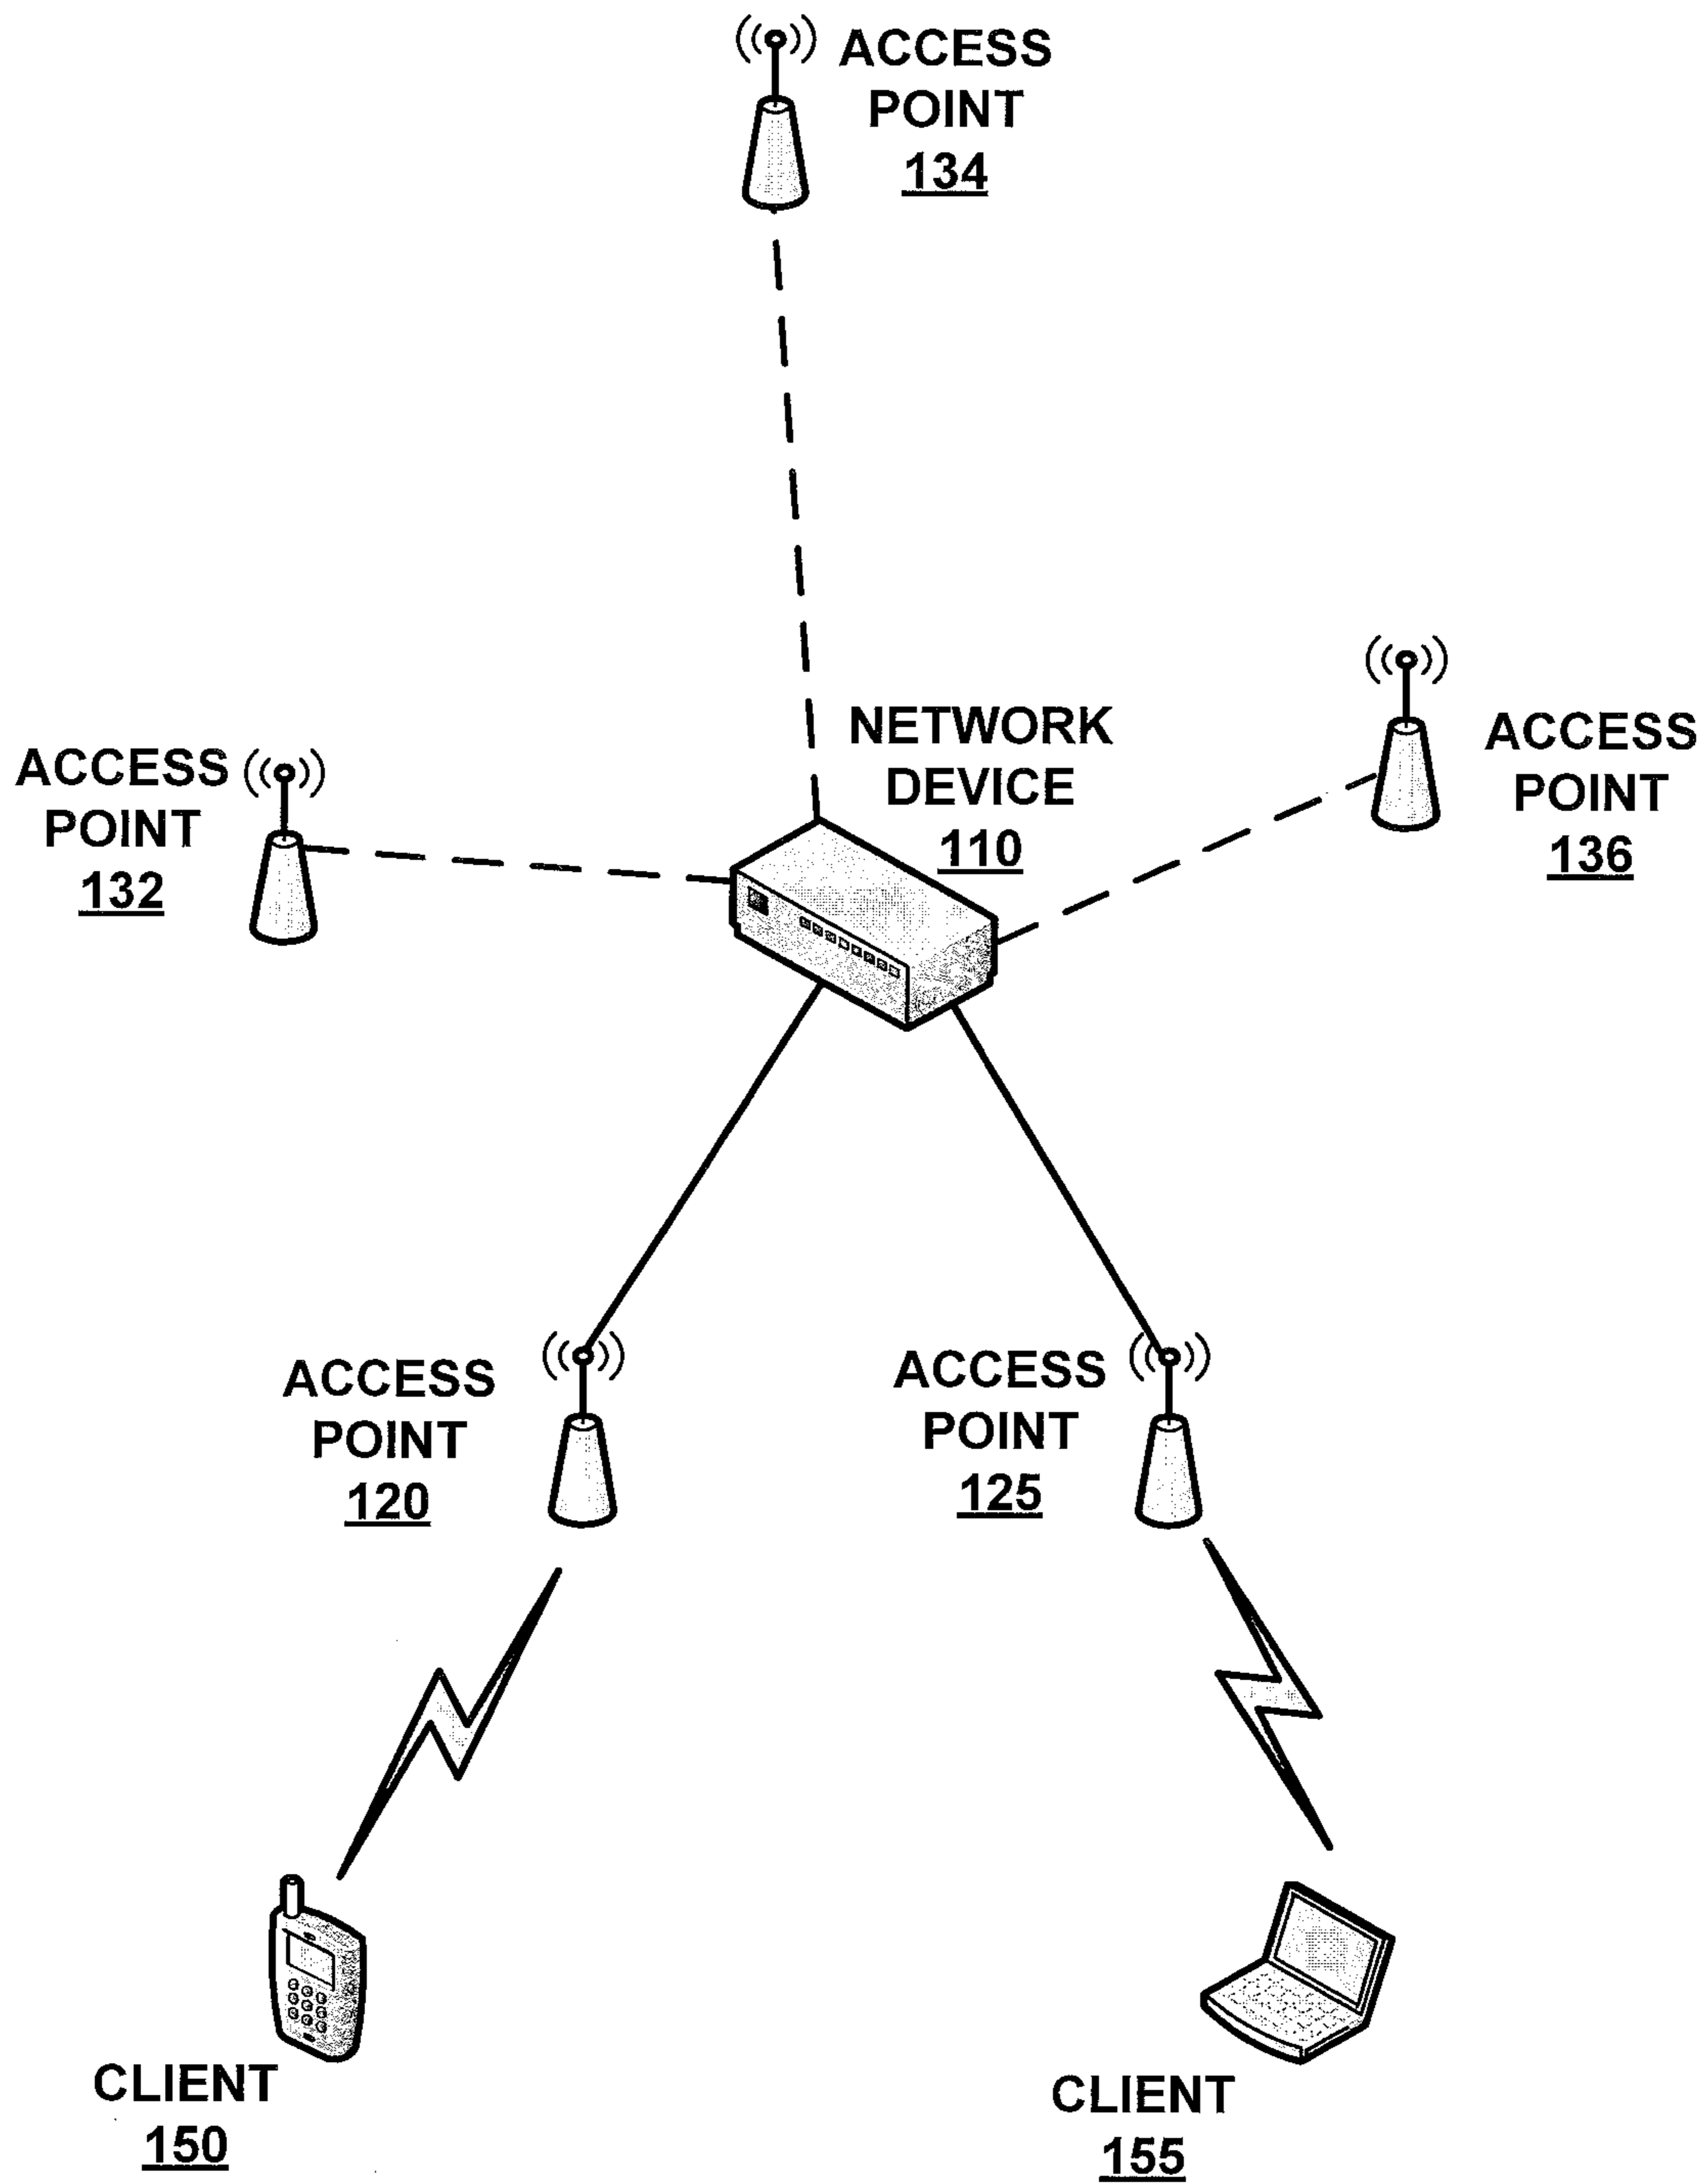 ACCESS
POINT
134
NETWORK
DEVICE
110
ACCESS
POINT
136
ACCESS
POINT
132
ACCESS
POINT
120
ACCESS
POINT
125
CLIENT
150
CLIENT
155